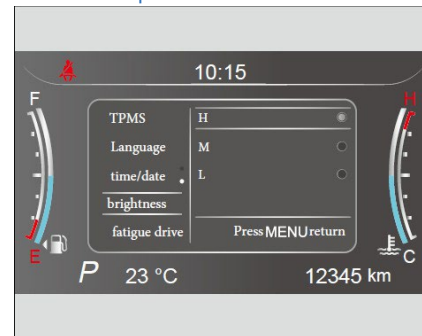 10:15
F
H
TPMS
H
Language
M
time/date
L
brightness
fatigue drive
Press MENU return
E
C
P
23 °C
12345 km